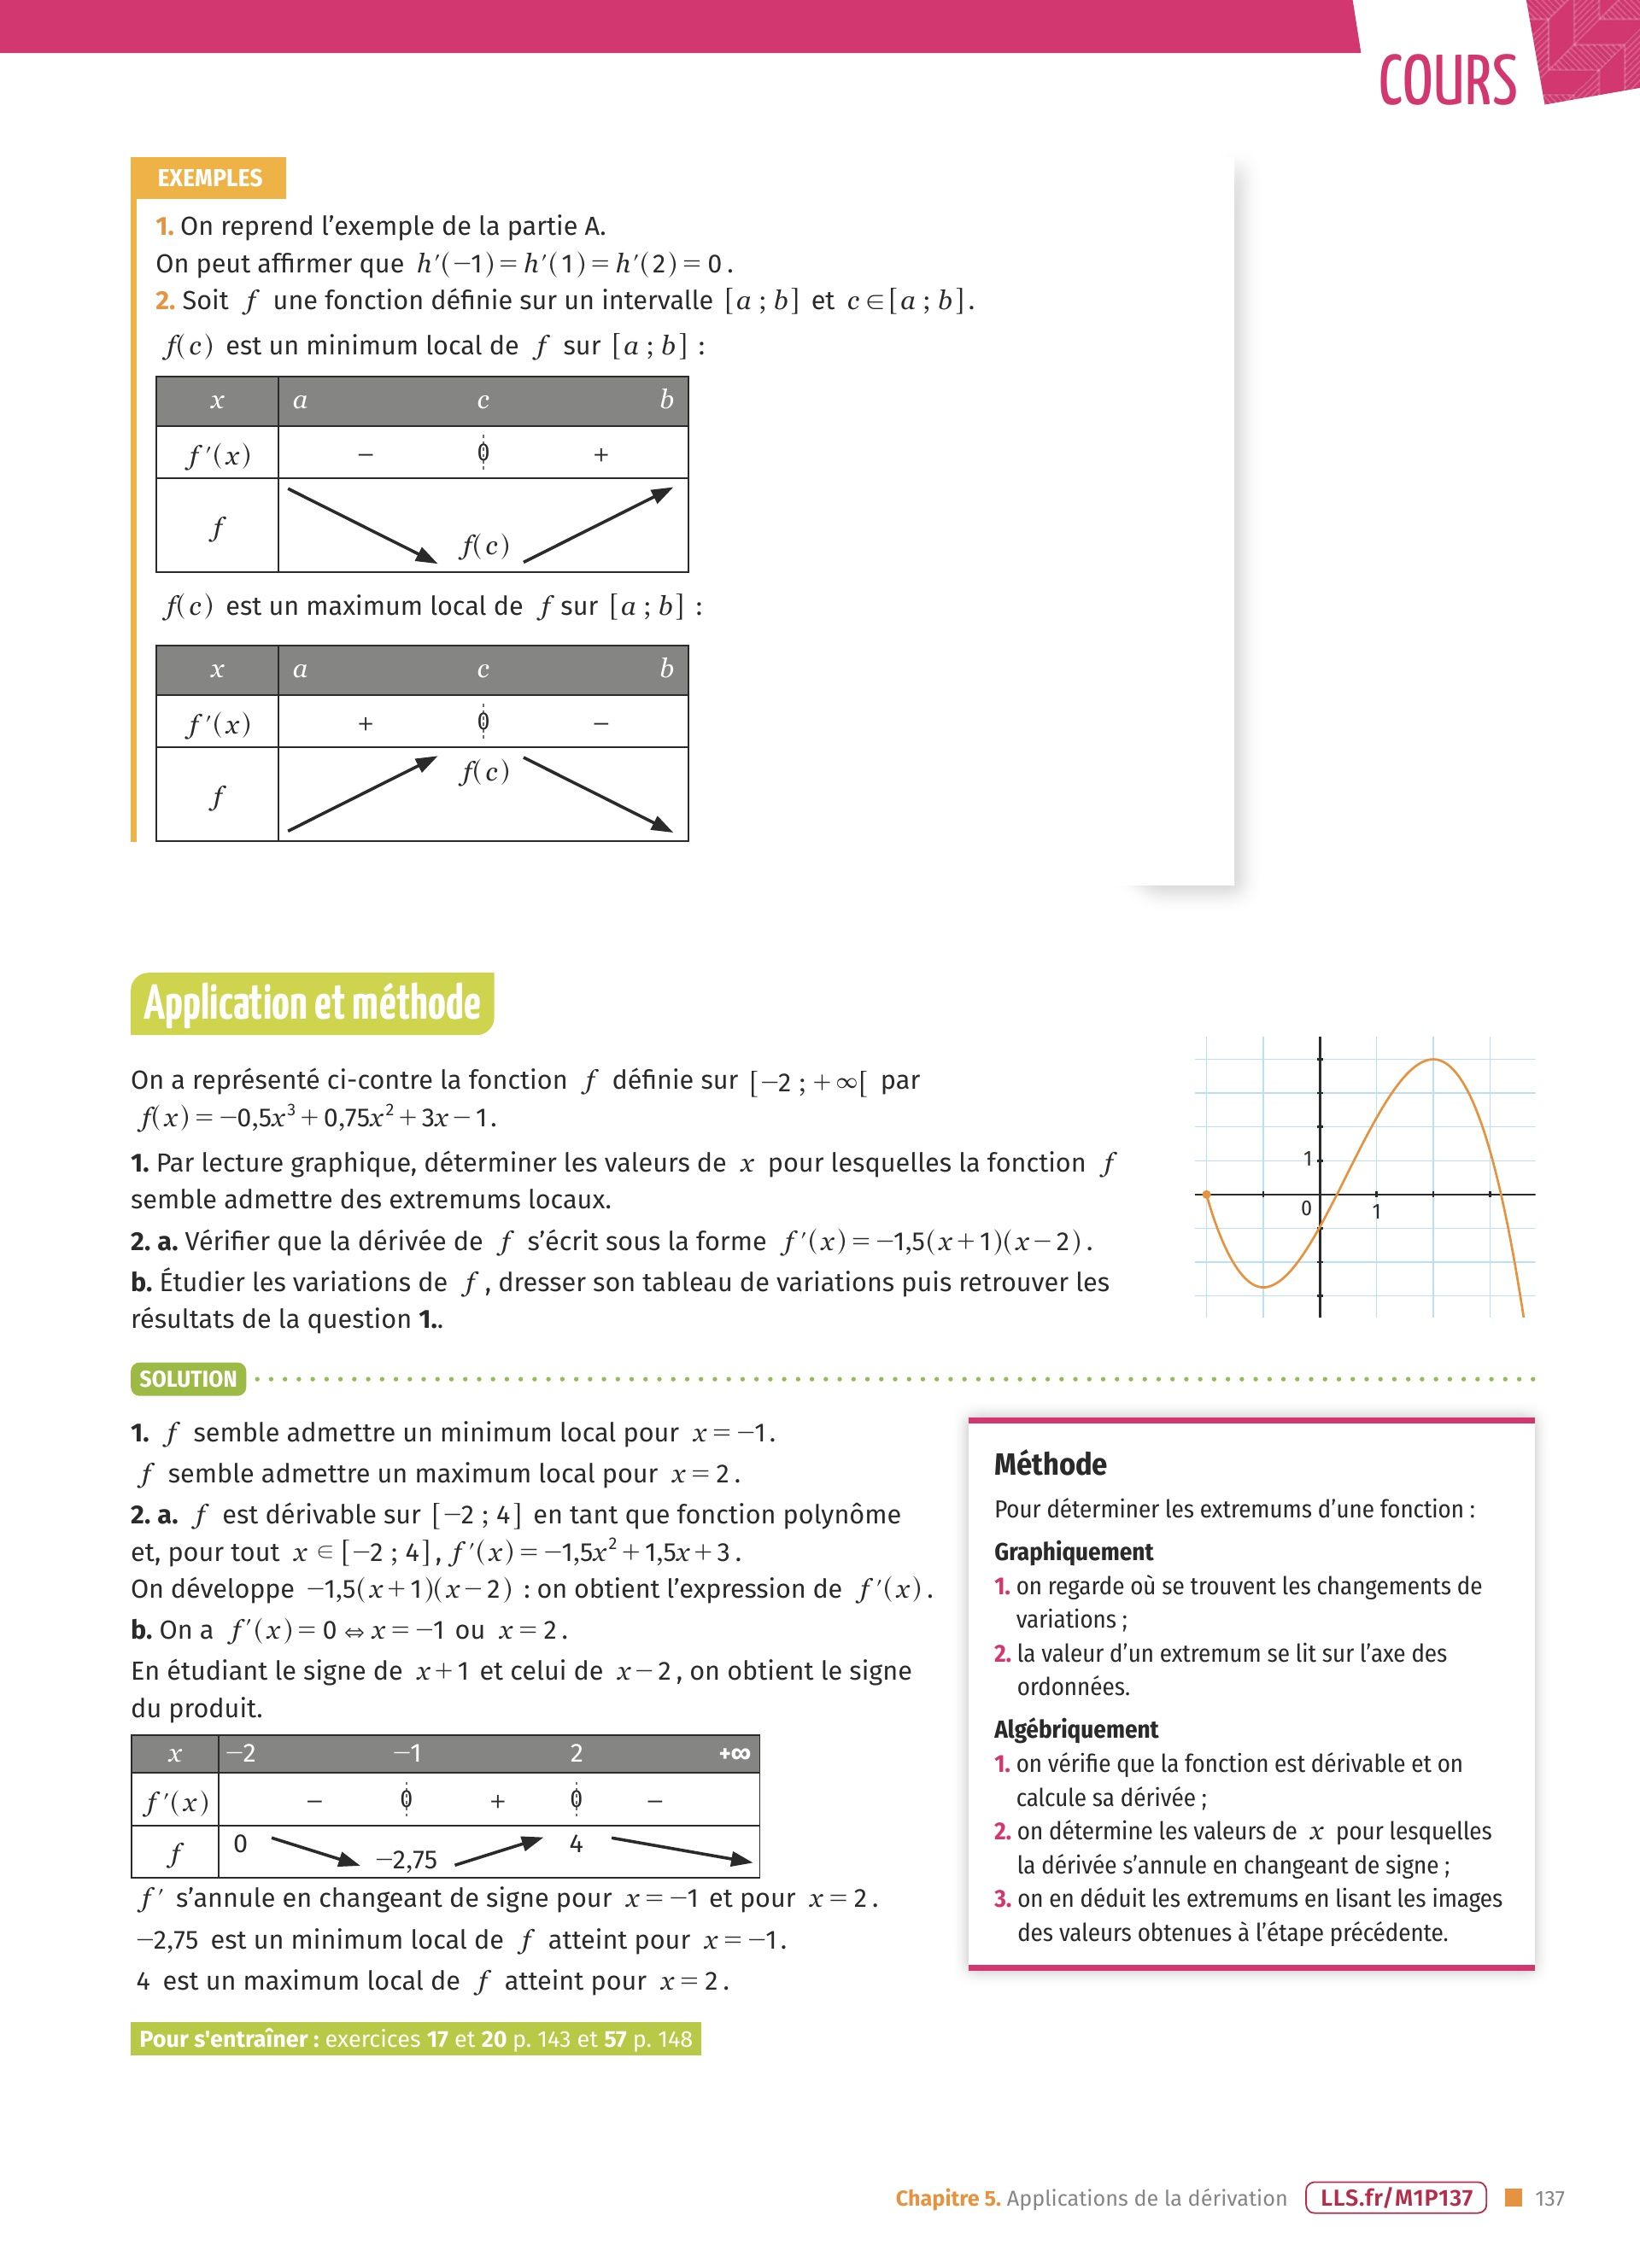 COURS
EXEMPLES
1. On reprend l’exemple de la partie A.
On peut affirmer que h′(−1) = h′(1) = h′(2) = 0.
2. Soit f une fonction définie sur un intervalle [a ; b] et c ∈ [a ; b].
f(c) est un minimum local de f sur [a ; b] :
x a c b
f ′(x) − 0 +
f f(c)
f(c) est un maximum local de f sur [a ; b] :
x a c b
f ′(x) + 0 −
f f(c)
Application et méthode
On a représenté ci-contre la fonction f définie sur [−2 ; +∞[ par
f(x) = −0,5x³ + 0,75x² + 3x − 1.
1. Par lecture graphique, déterminer les valeurs de x pour lesquelles la fonction f
semble admettre des extremums locaux.
2. a. Vérifier que la dérivée de f s’écrit sous la forme f ′(x) = −1,5(x + 1)(x − 2).
b. Étudier les variations de f, dresser son tableau de variations puis retrouver les
résultats de la question 1..
1
0 1
SOLUTION
1. f semble admettre un minimum local pour x = −1.
f semble admettre un maximum local pour x = 2.
2. a. f est dérivable sur [−2 ; 4] en tant que fonction polynôme
et, pour tout x ∈ [−2 ; 4], f ′(x) = −1,5x² + 1,5x + 3.
On développe −1,5(x + 1)(x − 2) : on obtient l’expression de f ′(x).
b. On a f′(x) = 0 ⇔ x = −1 ou x = 2.
En étudiant le signe de x + 1 et celui de x − 2, on obtient le signe
du produit.
x −2 −1 2 +∞
f ′(x) − 0 + 0 −
f 0 −2,75 4
f ′ s’annule en changeant de signe pour x = −1 et pour x = 2.
−2,75 est un minimum local de f atteint pour x = −1.
4 est un maximum local de f atteint pour x = 2.
Méthode
Pour déterminer les extremums d’une fonction :
Graphiquement
1. on regarde où se trouvent les changements de
variations ;
2. la valeur d’un extremum se lit sur l’axe des
ordonnées.
Algébriquement
1. on vérifie que la fonction est dérivable et on
calcule sa dérivée ;
2. on détermine les valeurs de x pour lesquelles
la dérivée s’annule en changeant de signe ;
3. on en déduit les extremums en lisant les images
des valeurs obtenues à l’étape précédente.
Pour s'entraîner : exercices 17 et 20 p. 143 et 57 p. 148
Chapitre 5. Applications de la dérivation LLS.fr/M1P137 137